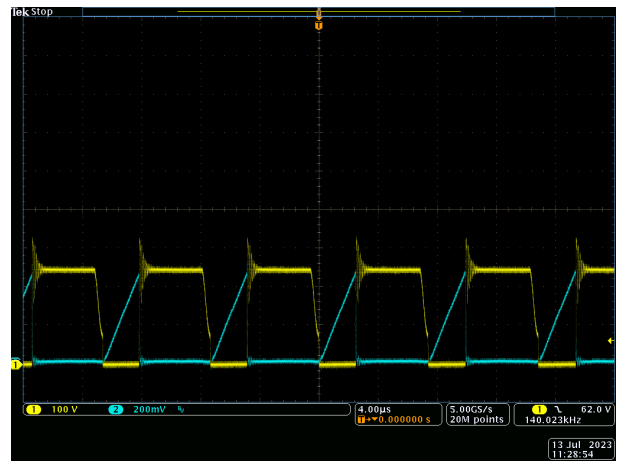 Tek Stop
T
1
1 100 V 2 200mV
4.00μs
T→▼0.000000 s
5.00GS/s
20M points
1 62.0 V
140.023kHz
13 Jul 2023
11:28:54